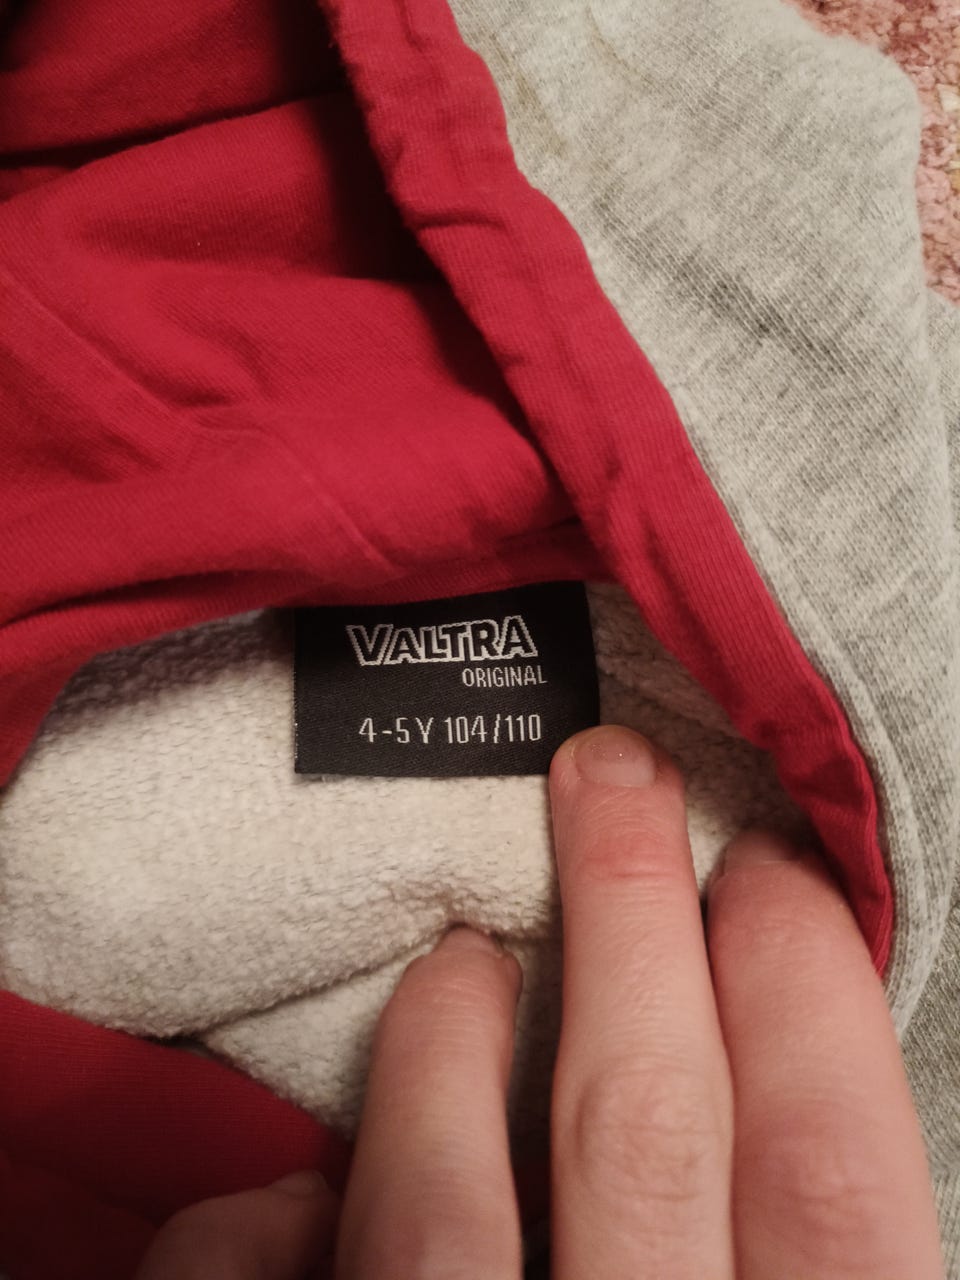 VALTRA
ORIGINAL
4-5 Y 104/110